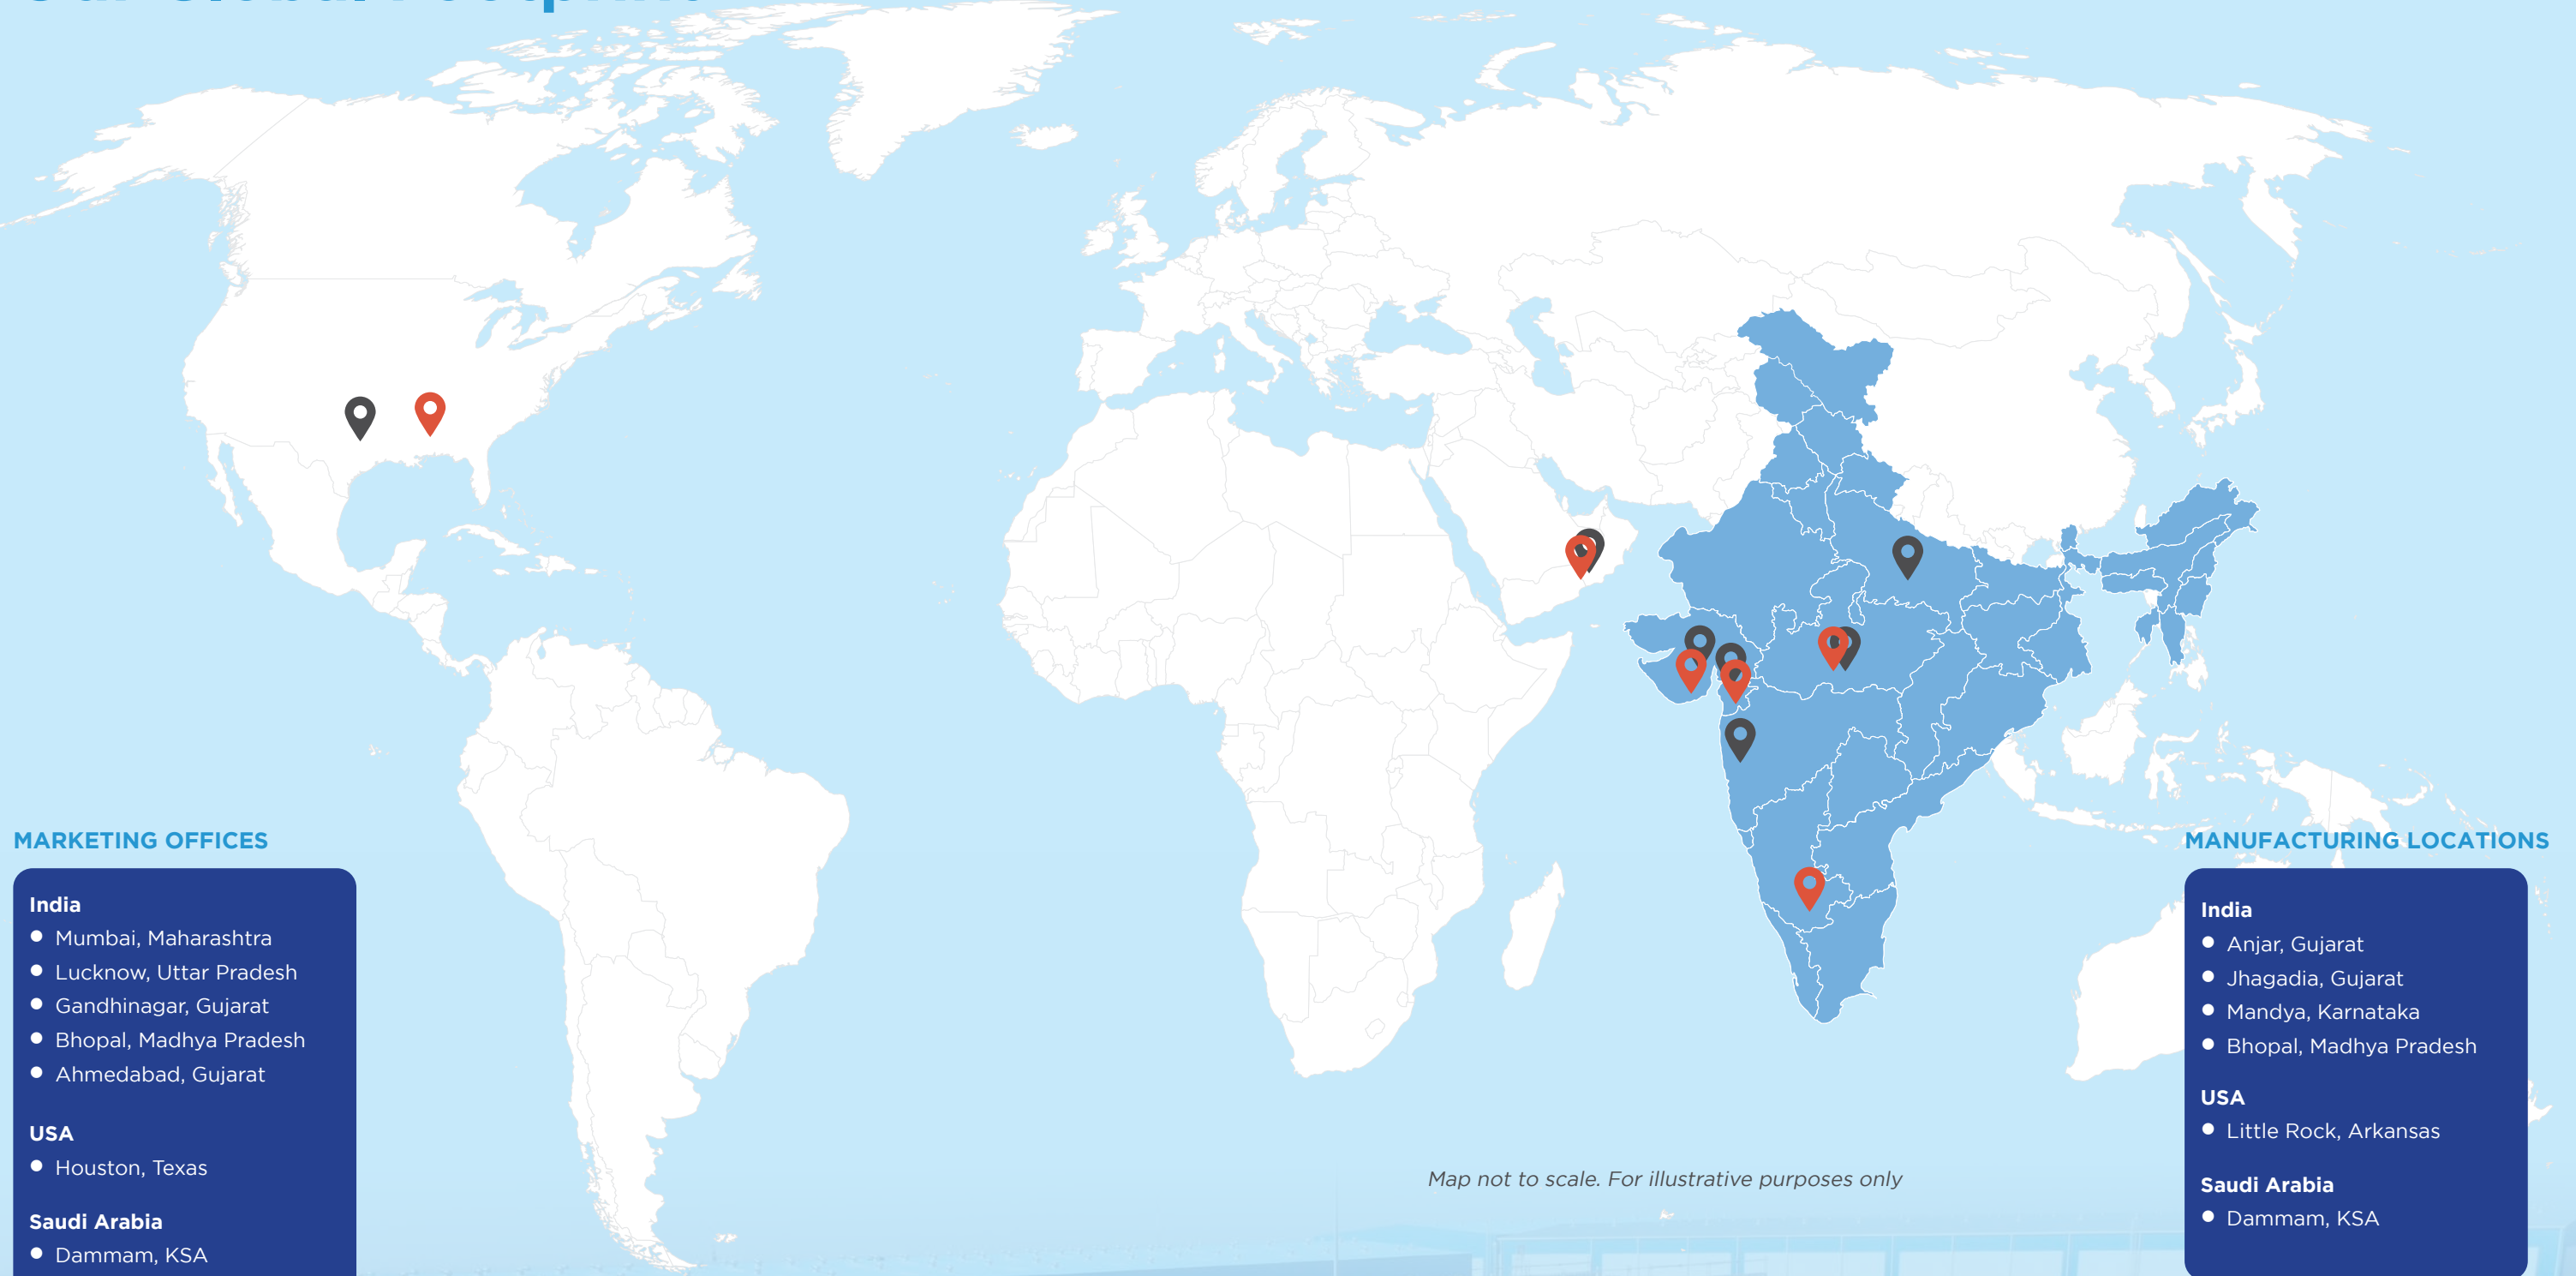 MARKETING OFFICES
India
Mumbai, Maharashtra
Lucknow, Uttar Pradesh
Gandhinagar, Gujarat
Bhopal, Madhya Pradesh
Ahmedabad, Gujarat
USA
Houston, Texas
Saudi Arabia
Dammam, KSA
Map not to scale. For illustrative purposes only
MANUFACTURING LOCATIONS
India
Anjar, Gujarat
Jhagadia, Gujarat
Mandya, Karnataka
Bhopal, Madhya Pradesh
USA
Little Rock, Arkansas
Saudi Arabia
Dammam, KSA